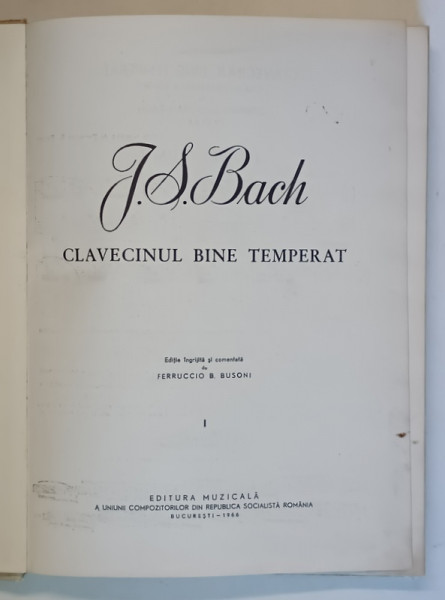 J.S.Bach
CLAVECINUL BINE TEMPERAT
Ediție îngrijită și comentată
de
FERRUCCIO B. BUSONI
I
EDITURA MUZICALĂ
A UNIUNII COMPOZITORILOR DIN REPUBLICA SOCIALISTĂ ROMÂNIA
BUCUREȘTI – 1968